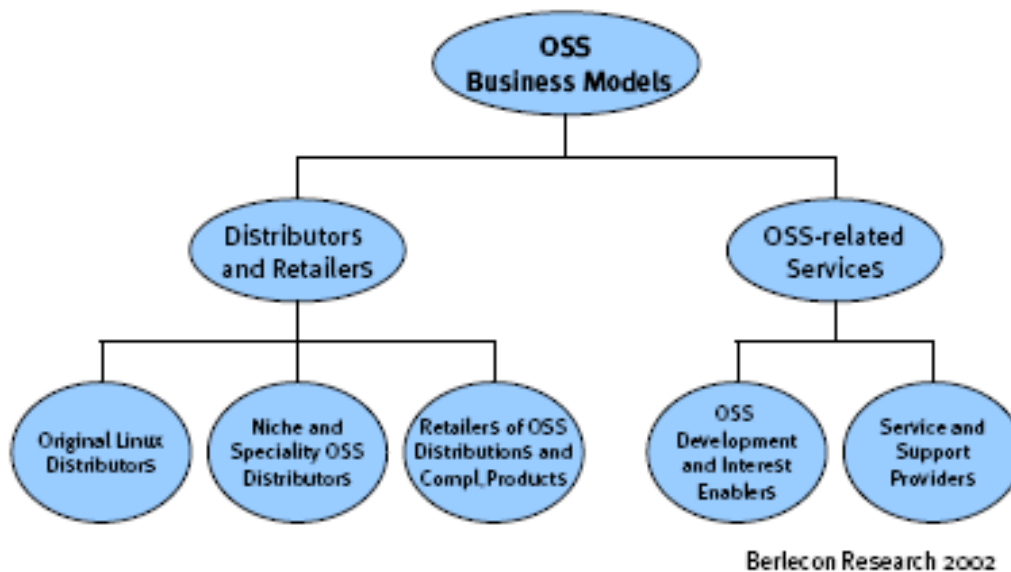 OSS
Business Models
Distributors
and Retailers
OSS-related
Services
Original Linux
Distributors
Niche and
Speciality OSS
Distributors
Retailers of OSS
Distributions and
Compl. Products
OSS
Development
and Interest
Enablers
Service and
Support
Providers
Berlecon Research 2002